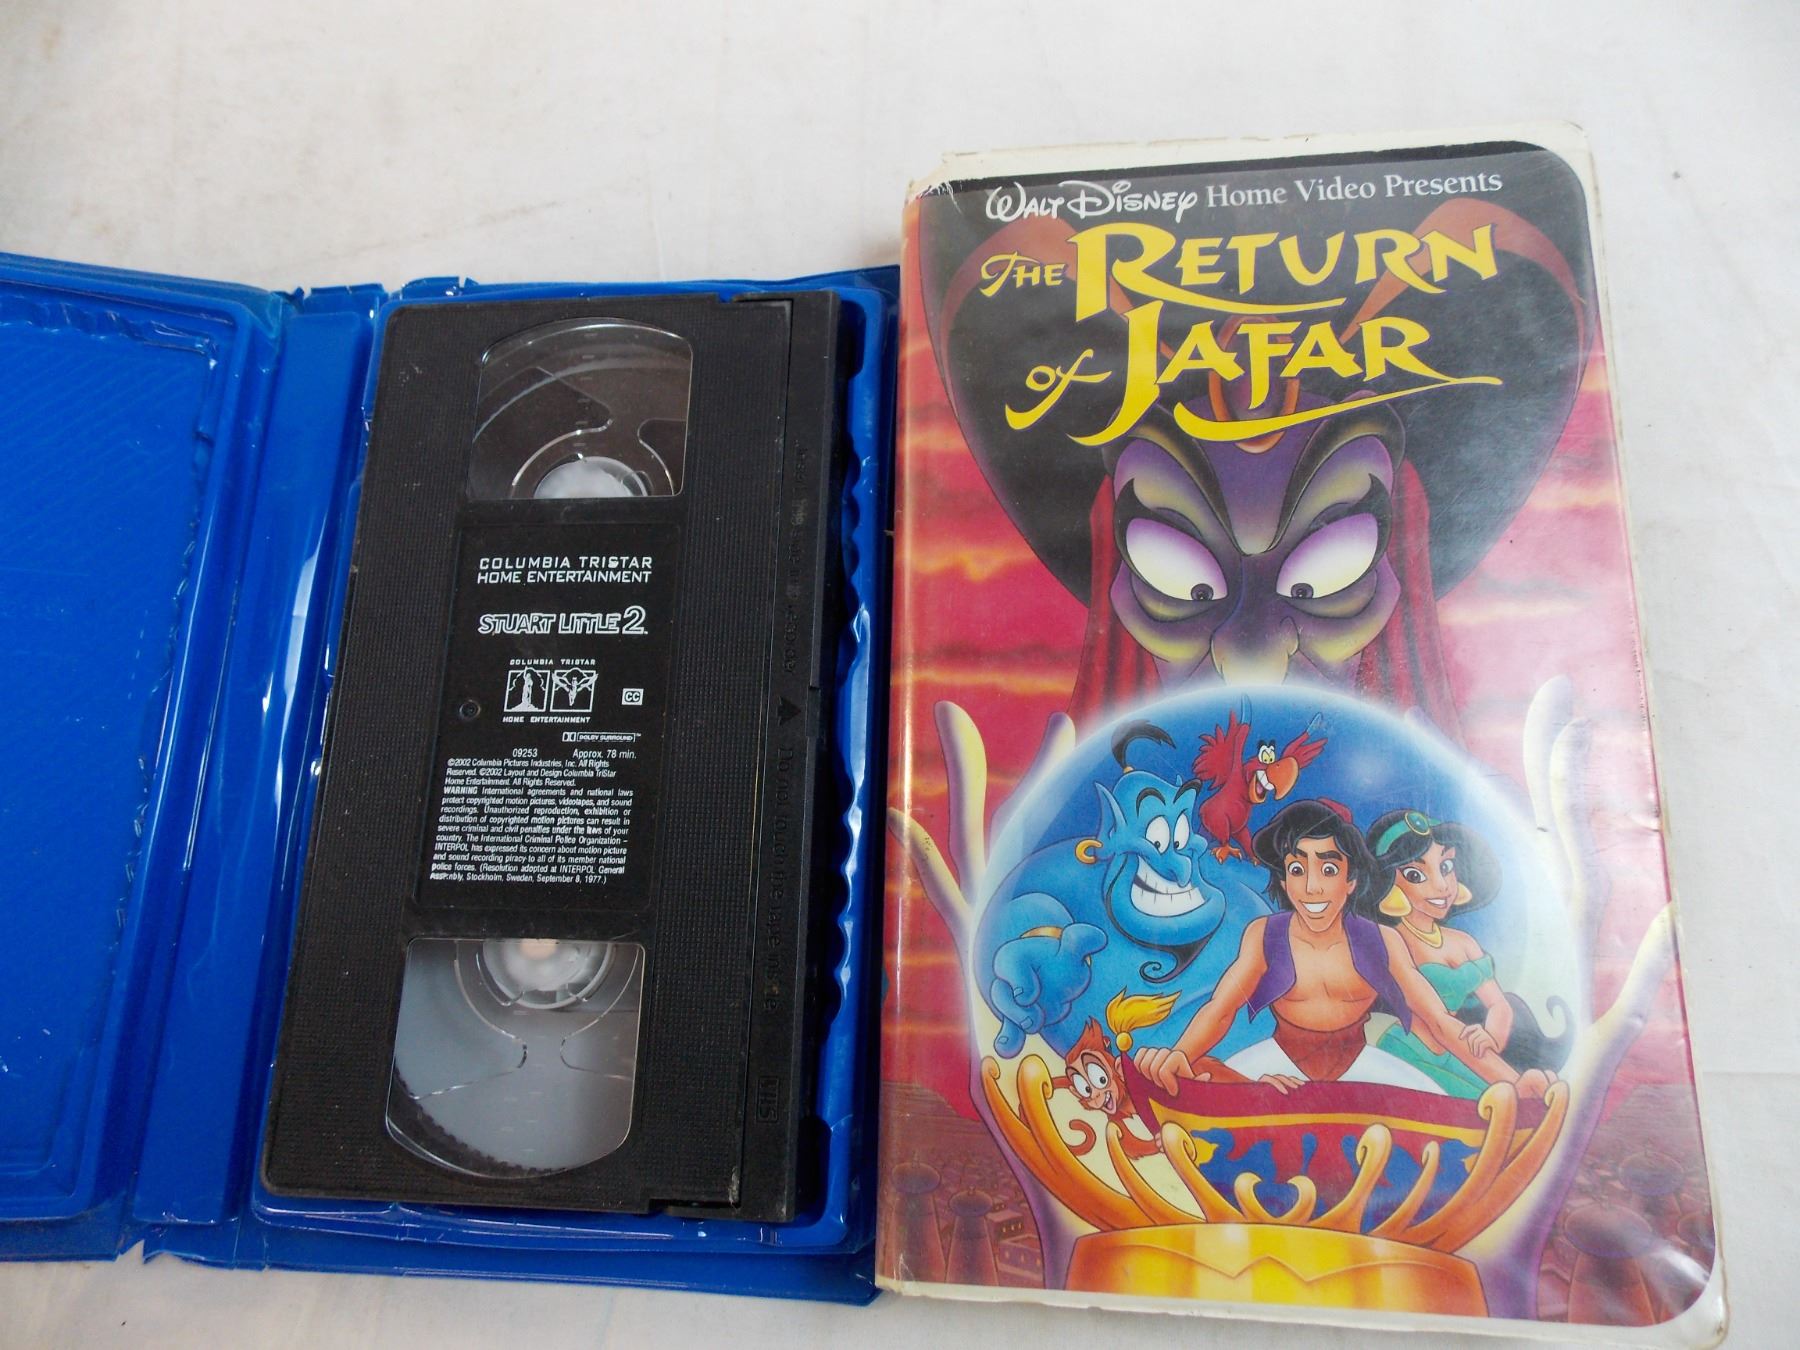 COLUMBIA TRISTAR
HOME ENTERTAINMENT
STUART LITTLE 2
COLUMBIA TRISTAR
HOME ENTERTAINMENT
CC
DOLBY SURROUND
09253 Approx. 78 min.
©2002 Columbia Pictures Industries, Inc. All Rights
Reserved. ©2002 Layout and Design Columbia TriStar
Home Entertainment. All Rights Reserved.
WARNING International agreements and national laws
protect copyrighted motion pictures, videotapes, and sound
recordings. Unauthorized reproduction, exhibition or
distribution of copyrighted motion pictures can result in
severe criminal and civil penalties under the laws of your
country. The International Criminal Police Organization –
INTERPOL has expressed its concern about motion picture
and sound recording piracy to all of its member national
police forces. (Resolution adopted at INTERPOL General
Assembly, Stockholm, Sweden, September 8, 1977.)
Do not touch the tape inside
VHS
WALT DISNEY Home Video Presents
THE RETURN
OF JAFAR